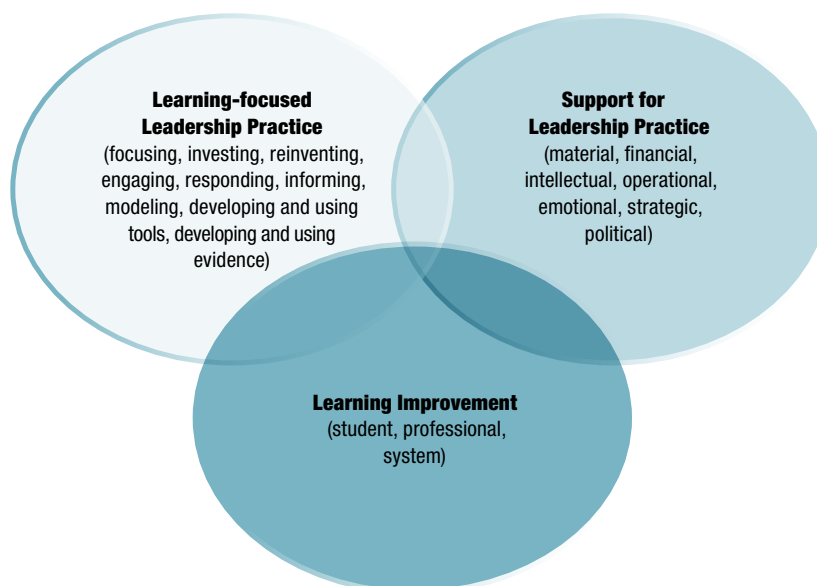 Learning-focused
Leadership Practice
(focusing, investing, reinventing,
engaging, responding, informing,
modeling, developing and using
tools, developing and using
evidence)
Support for
Leadership Practice
(material, financial,
intellectual, operational,
emotional, strategic,
political)
Learning Improvement
(student, professional,
system)